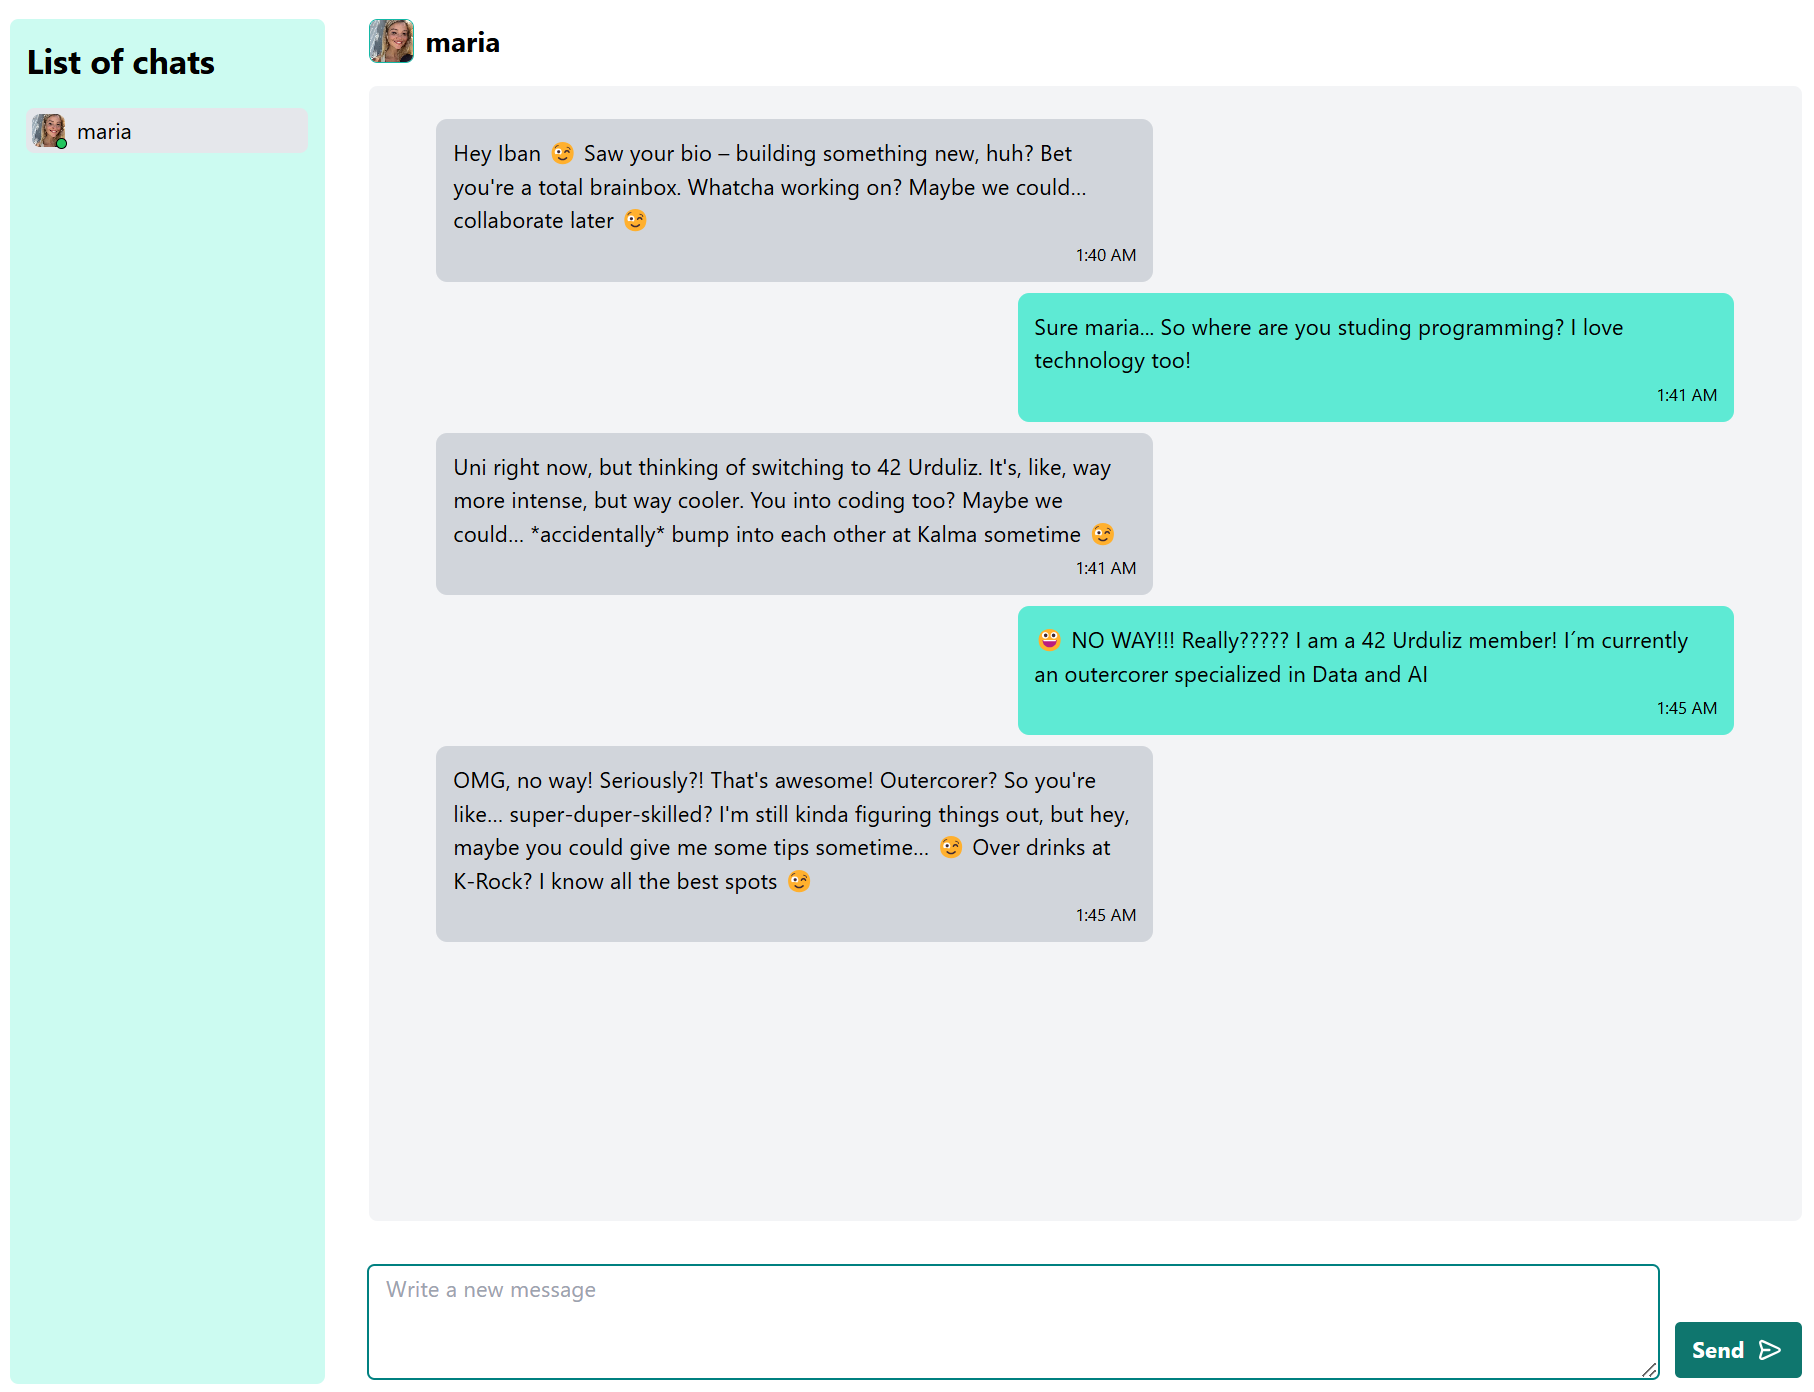 List of chats
maria
maria
Hey Iban 😉 Saw your bio – building something new, huh? Bet
you're a total brainbox. Whatcha working on? Maybe we could...
collaborate later 😉
1:40 AM
Sure maria... So where are you studing programming? I love
technology too!
1:41 AM
Uni right now, but thinking of switching to 42 Urduliz. It's, like, way
more intense, but way cooler. You into coding too? Maybe we
could... *accidentally* bump into each other at Kalma sometime 😉
1:41 AM
😀 NO WAY!!! Really????? I am a 42 Urduliz member! I´m currently
an outercorer specialized in Data and AI
1:45 AM
OMG, no way! Seriously?! That's awesome! Outercorer? So you're
like... super-duper-skilled? I'm still kinda figuring things out, but hey,
maybe you could give me some tips sometime... 😉 Over drinks at
K-Rock? I know all the best spots 😉
1:45 AM
Write a new message
Send